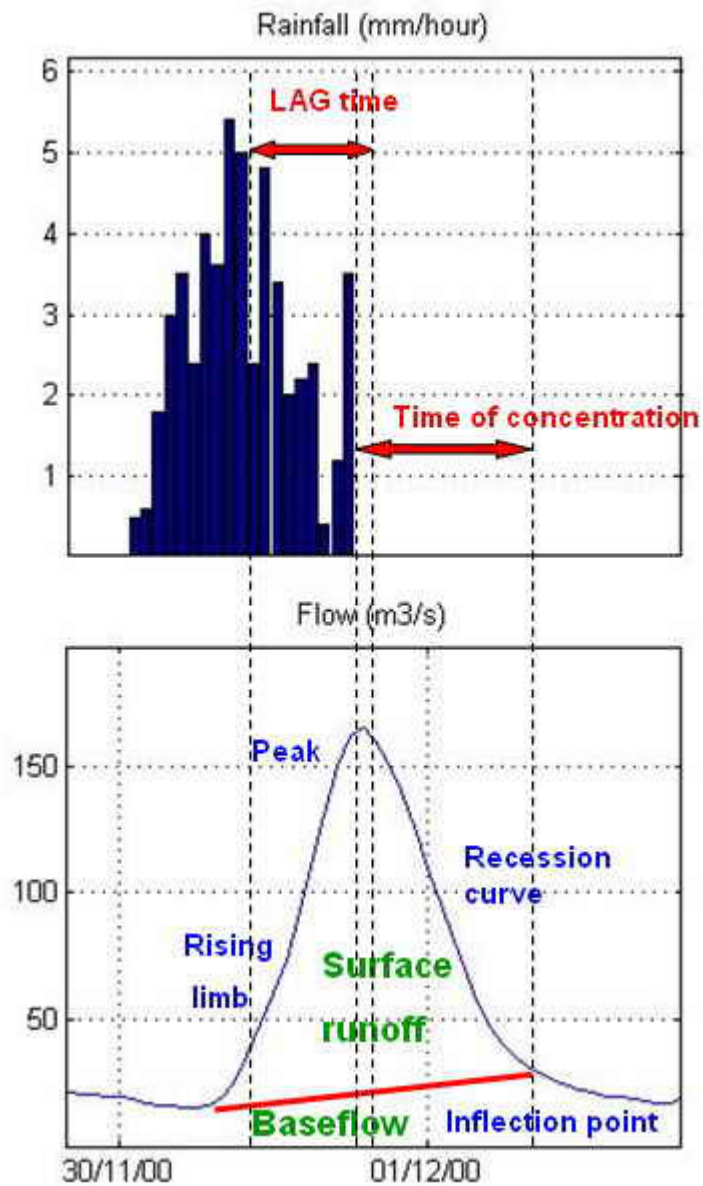 Rainfall (mm/hour)
6
LAG time
5
4
3
2
Time of concentration
1
Flow (m3/s)
Peak
150
Recession
curve
100
Rising
Surface
limb
runoff
50
Baseflow
Inflection point
30/11/00
01/12/00